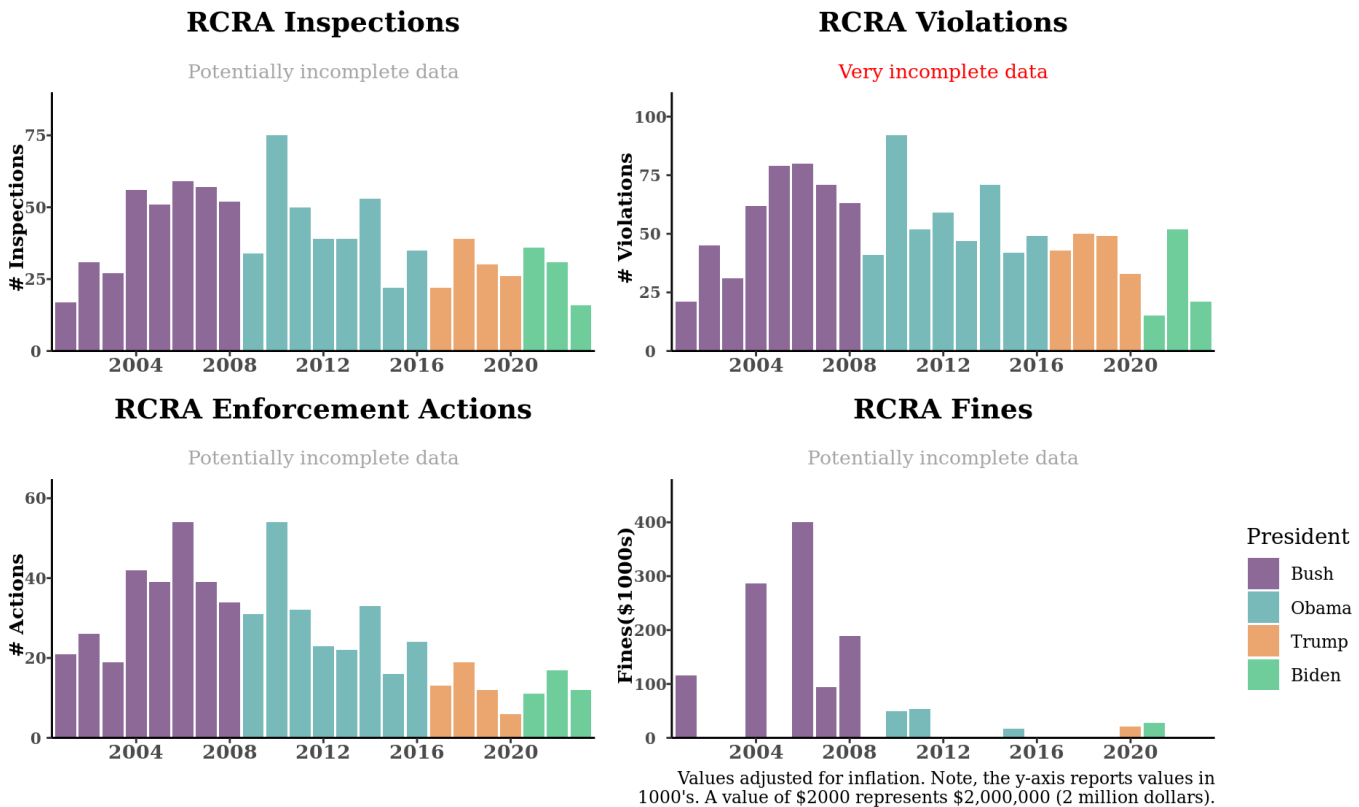 RCRA Inspections
Potentially incomplete data
# Inspections
75
50
25
0
2004 2008 2012 2016 2020
RCRA Violations
Very incomplete data
# Violations
100
75
50
25
0
2004 2008 2012 2016 2020
RCRA Enforcement Actions
Potentially incomplete data
# Actions
60
40
20
0
2004 2008 2012 2016 2020
RCRA Fines
Potentially incomplete data
Fines($1000s)
400
300
200
100
0
2004 2008 2012 2016 2020
President
Bush
Obama
Trump
Biden
Values adjusted for inflation. Note, the y-axis reports values in
1000's. A value of $2000 represents $2,000,000 (2 million dollars).